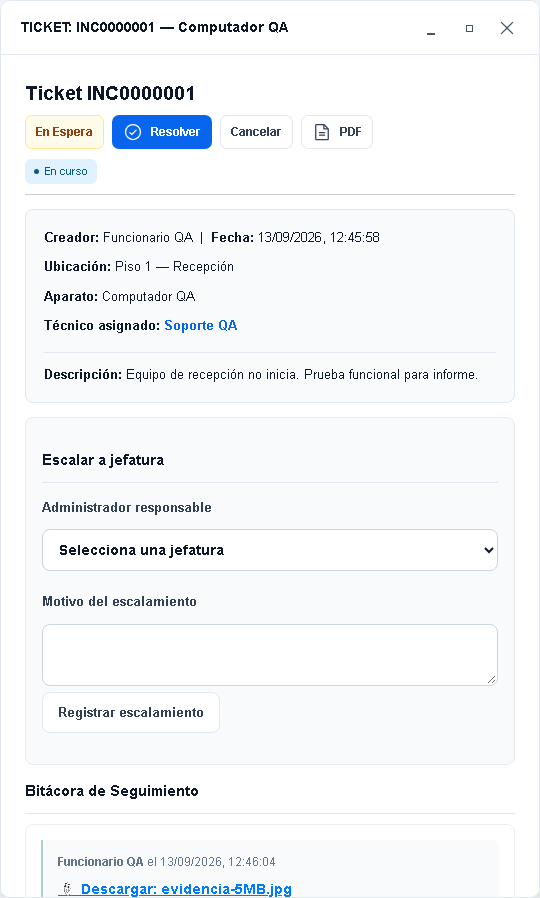 TICKET: INC0000001 — Computador QA
Ticket INC0000001
En Espera
Resolver
Cancelar
PDF
En curso
Creador: Funcionario QA | Fecha: 13/09/2026, 12:45:58
Ubicación: Piso 1 — Recepción
Aparato: Computador QA
Técnico asignado: Soporte QA
Descripción: Equipo de recepción no inicia. Prueba funcional para informe.
Escalar a jefatura
Administrador responsable
Selecciona una jefatura
Motivo del escalamiento
Registrar escalamiento
Bitácora de Seguimiento
Funcionario QA el 13/09/2026, 12:46:04
Descargar: evidencia-5MB.jpg